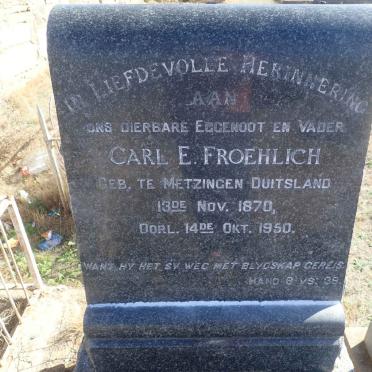 IN LIEFDEVOLLE HERINNERING
AAN
ONS DIERBARE EGGENOOT EN VADER
CARL E. FROEHLICH
GEB. TE METZINGEN DUITSLAND
13DE NOV. 1870,
OORL. 14DE OKT. 1950.
WANT HY HET SY WEG MET BLYDSKAP GEREIS
HAND 8 VS: 39.